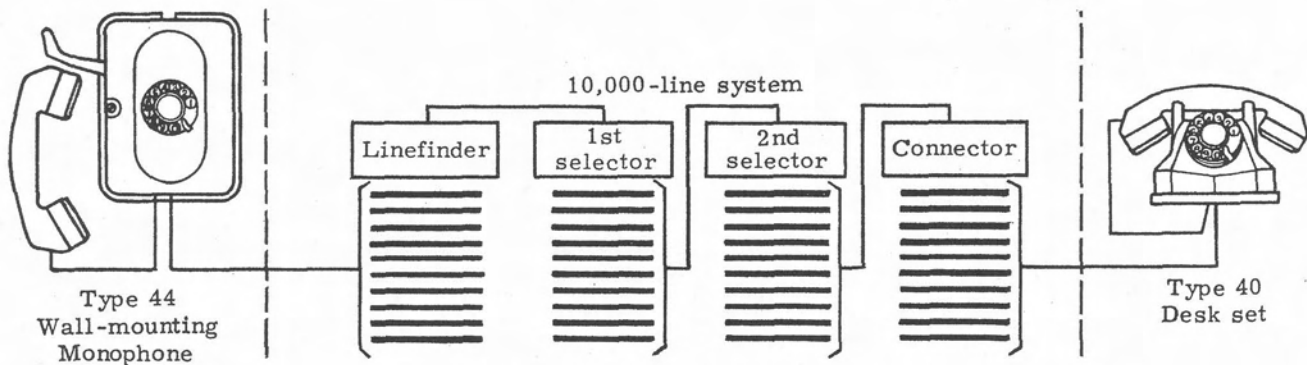 10,000-line system
Linefinder
1st
selector
2nd
selector
Connector
Type 44
Wall-mounting
Monophone
Type 40
Desk set